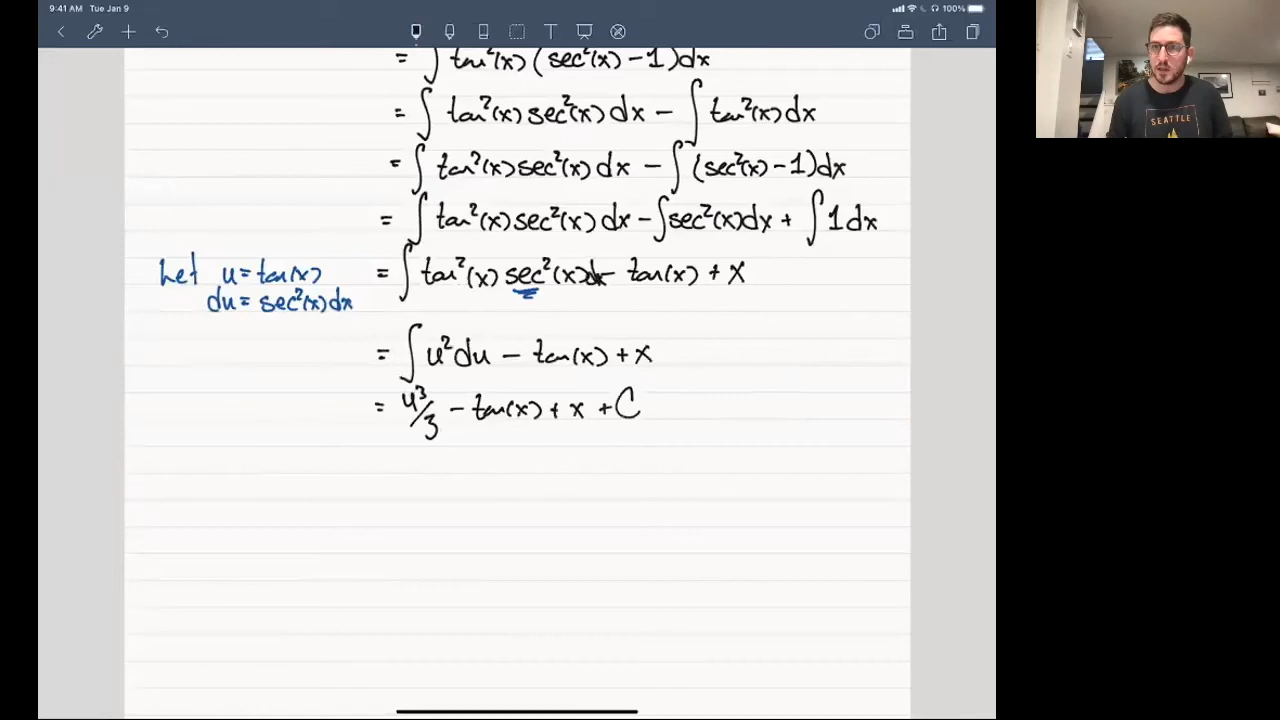 9:41 AM Tue Jan 9
100%
= ∫ tan²(x) (sec²(x) − 1) dx
= ∫ tan²(x) sec²(x) dx − ∫ tan²(x) dx
= ∫ tan²(x) sec²(x) dx − ∫ (sec²(x) − 1) dx
= ∫ tan²(x) sec²(x) dx − ∫ sec²(x) dx + ∫ 1 dx
Let u = tan(x) = ∫ tan²(x) sec²(x) dx − tan(x) + x
du = sec²(x) dx
= ∫ u² du − tan(x) + x
= u³/3 − tan(x) + x + C
SEATTLE